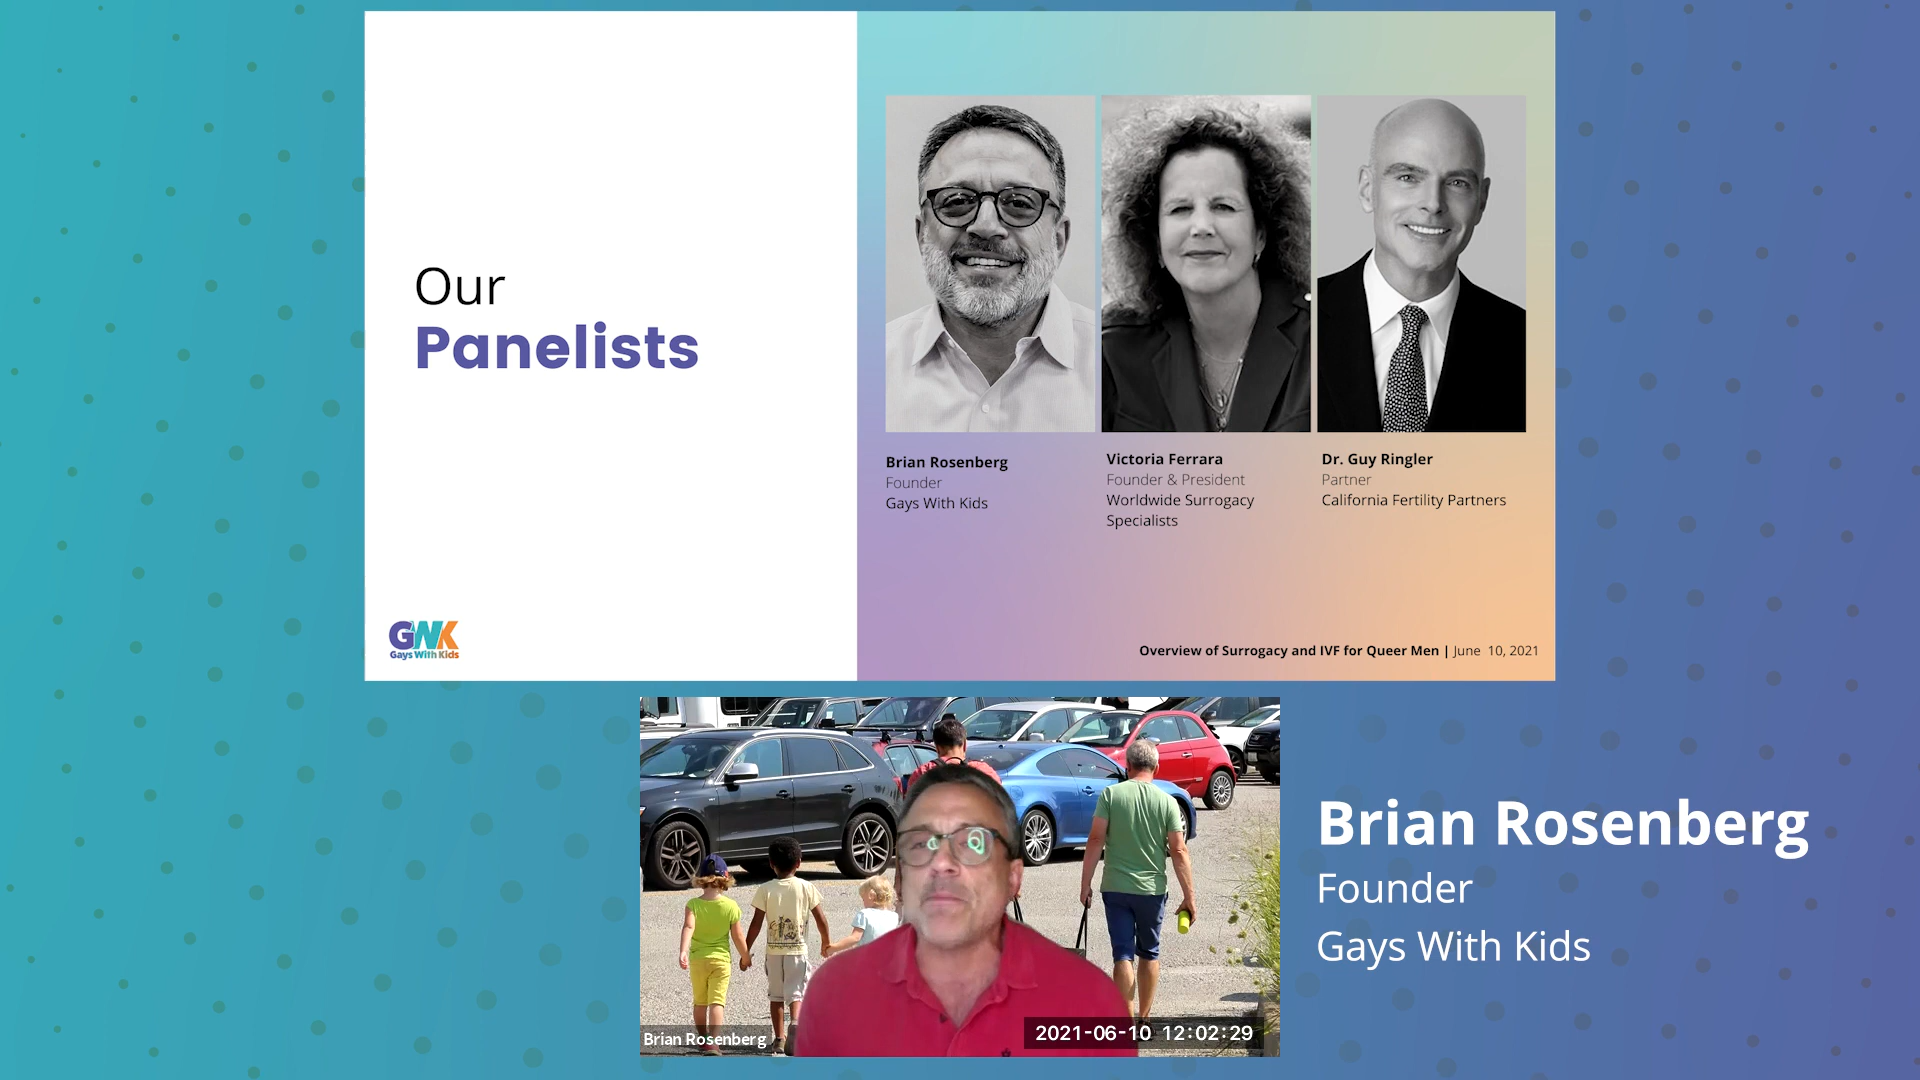 Our
Panelists
Brian Rosenberg
Founder
Gays With Kids
Victoria Ferrara
Founder & President
Worldwide Surrogacy
Specialists
Dr. Guy Ringler
Partner
California Fertility Partners
GWK
Gays With Kids
Overview of Surrogacy and IVF for Queer Men | June 10, 2021
Brian Rosenberg
Founder
Gays With Kids
Brian Rosenberg
2021-06-10 12:02:29